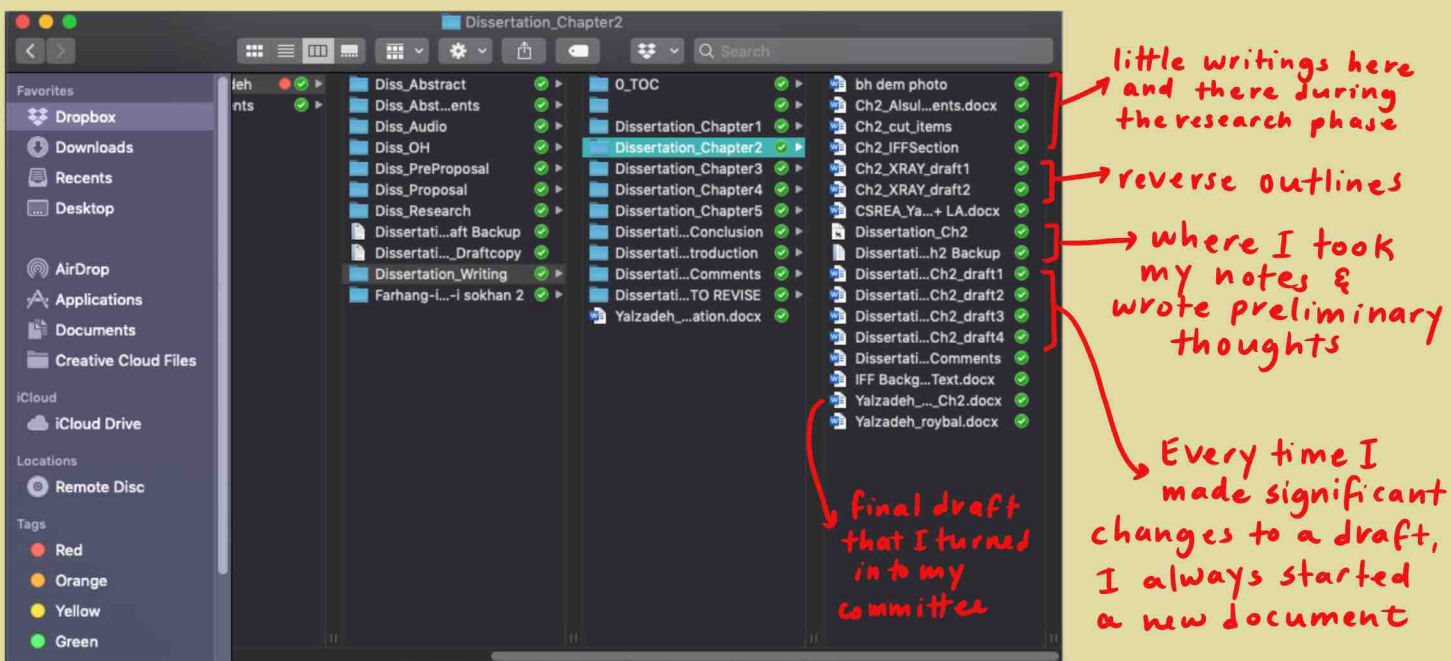 Dissertation_Chapter2
Search
Favorites
Dropbox
Downloads
Recents
Desktop
AirDrop
Applications
Documents
Creative Cloud Files
iCloud
iCloud Drive
Locations
Remote Disc
Tags
Red
Orange
Yellow
Green
deh
ents
Diss_Abstract
Diss_Abst...ents
Diss_Audio
Diss_OH
Diss_PreProposal
Diss_Proposal
Diss_Research
Dissertati...aft Backup
Dissertati..._Draftcopy
Dissertation_Writing
Farhang-i...-i sokhan 2
0_TOC
Dissertation_Chapter1
Dissertation_Chapter2
Dissertation_Chapter3
Dissertation_Chapter4
Dissertation_Chapter5
Dissertati...Conclusion
Dissertati...troduction
Dissertati...Comments
Dissertati...TO REVISE
Yalzadeh_...ation.docx
bh dem photo
Ch2_Alsul...ents.docx
Ch2_cut_items
Ch2_IFFSection
Ch2_XRAY_draft1
Ch2_XRAY_draft2
CSREA_Ya...+ LA.docx
Dissertation_Ch2
Dissertati...h2 Backup
Dissertati...Ch2_draft1
Dissertati...Ch2_draft2
Dissertati...Ch2_draft3
Dissertati...Ch2_draft4
Dissertati...Comments
IFF Backg...Text.docx
Yalzadeh_..._Ch2.docx
Yalzadeh_roybal.docx
little writings here
and there during
the research phase
reverse outlines
where I took
my notes &
wrote preliminary
thoughts
Every time I
made significant
changes to a draft,
I always started
a new document
final draft
that I turned
in to my
committee